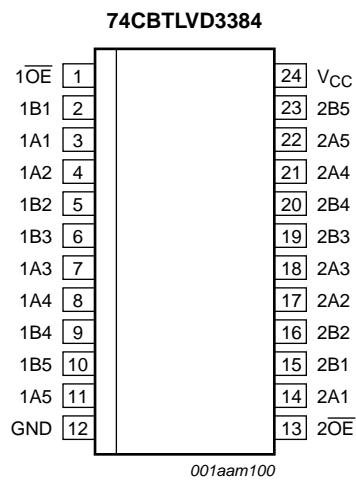 74CBTLVD3384
1O̅E̅ 1 24 VCC
1B1 2 23 2B5
1A1 3 22 2A5
1A2 4 21 2A4
1B2 5 20 2B4
1B3 6 19 2B3
1A3 7 18 2A3
1A4 8 17 2A2
1B4 9 16 2B2
1B5 10 15 2B1
1A5 11 14 2A1
GND 12 13 2O̅E̅
001aam100